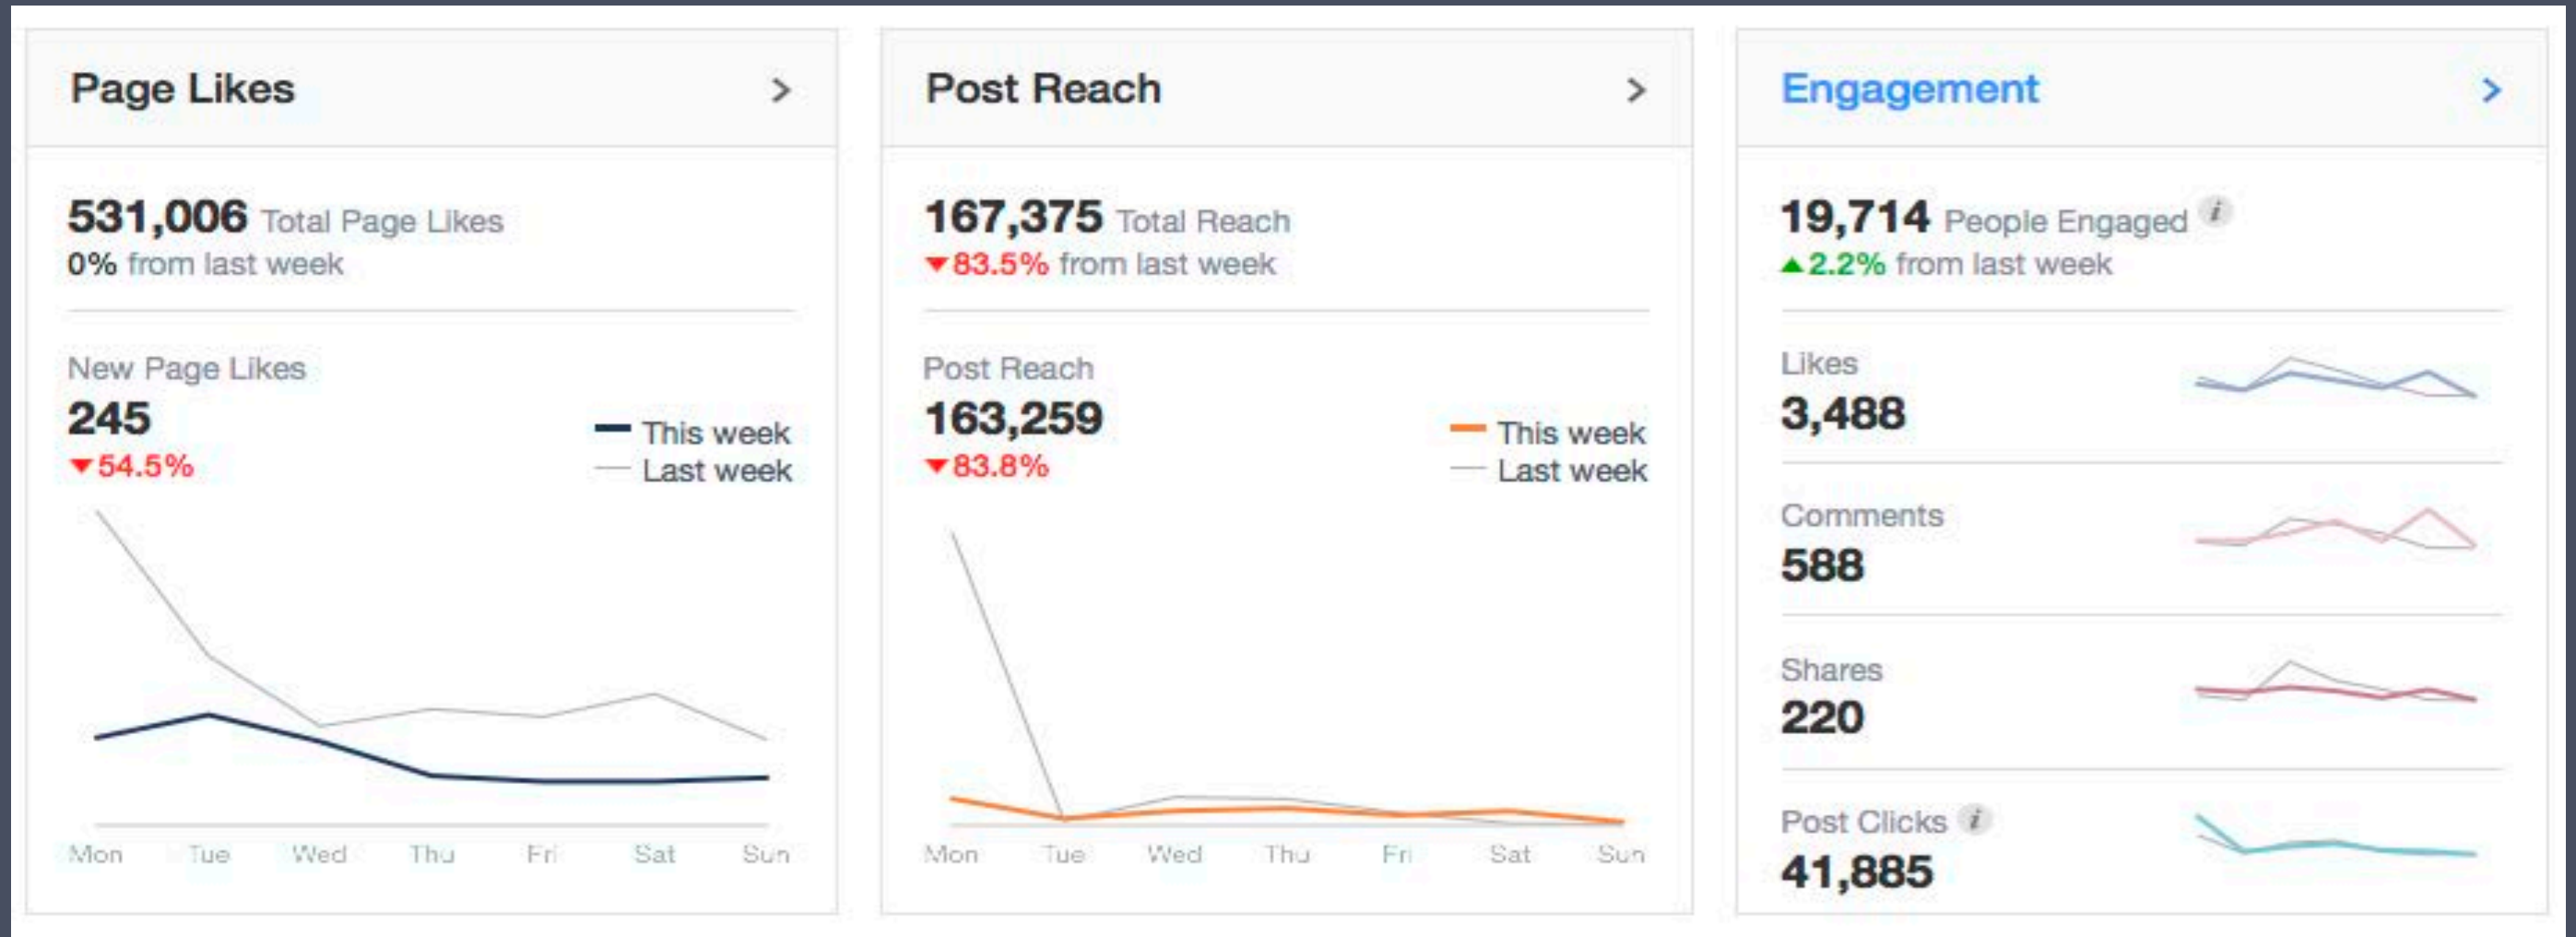 Page Likes
531,006 Total Page Likes
0% from last week
New Page Likes
245
▼54.5%
This week
Last week
Mon Tue Wed Thu Fri Sat Sun
Post Reach
167,375 Total Reach
▼83.5% from last week
Post Reach
163,259
▼83.8%
This week
Last week
Mon Tue Wed Thu Fri Sat Sun
Engagement
19,714 People Engaged i
▲2.2% from last week
Likes
3,488
Comments
588
Shares
220
Post Clicks i
41,885